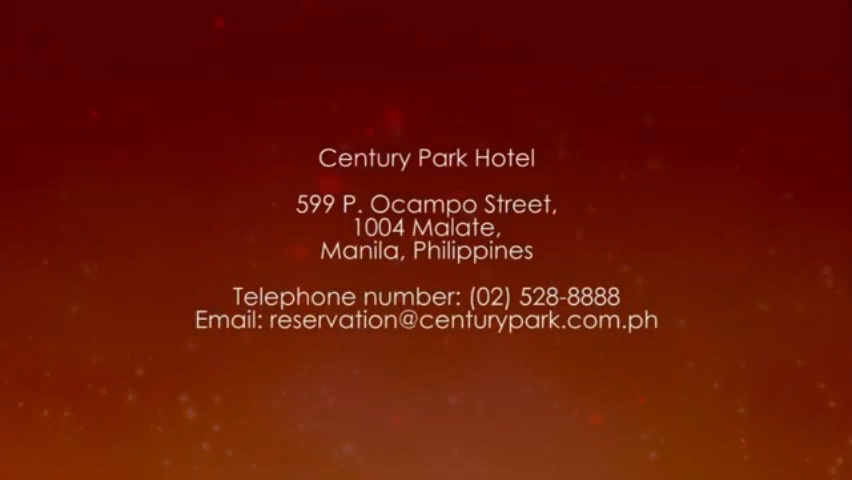 Century Park Hotel
599 P. Ocampo Street,
1004 Malate,
Manila, Philippines
Telephone number: (02) 528-8888
Email: reservation@centurypark.com.ph